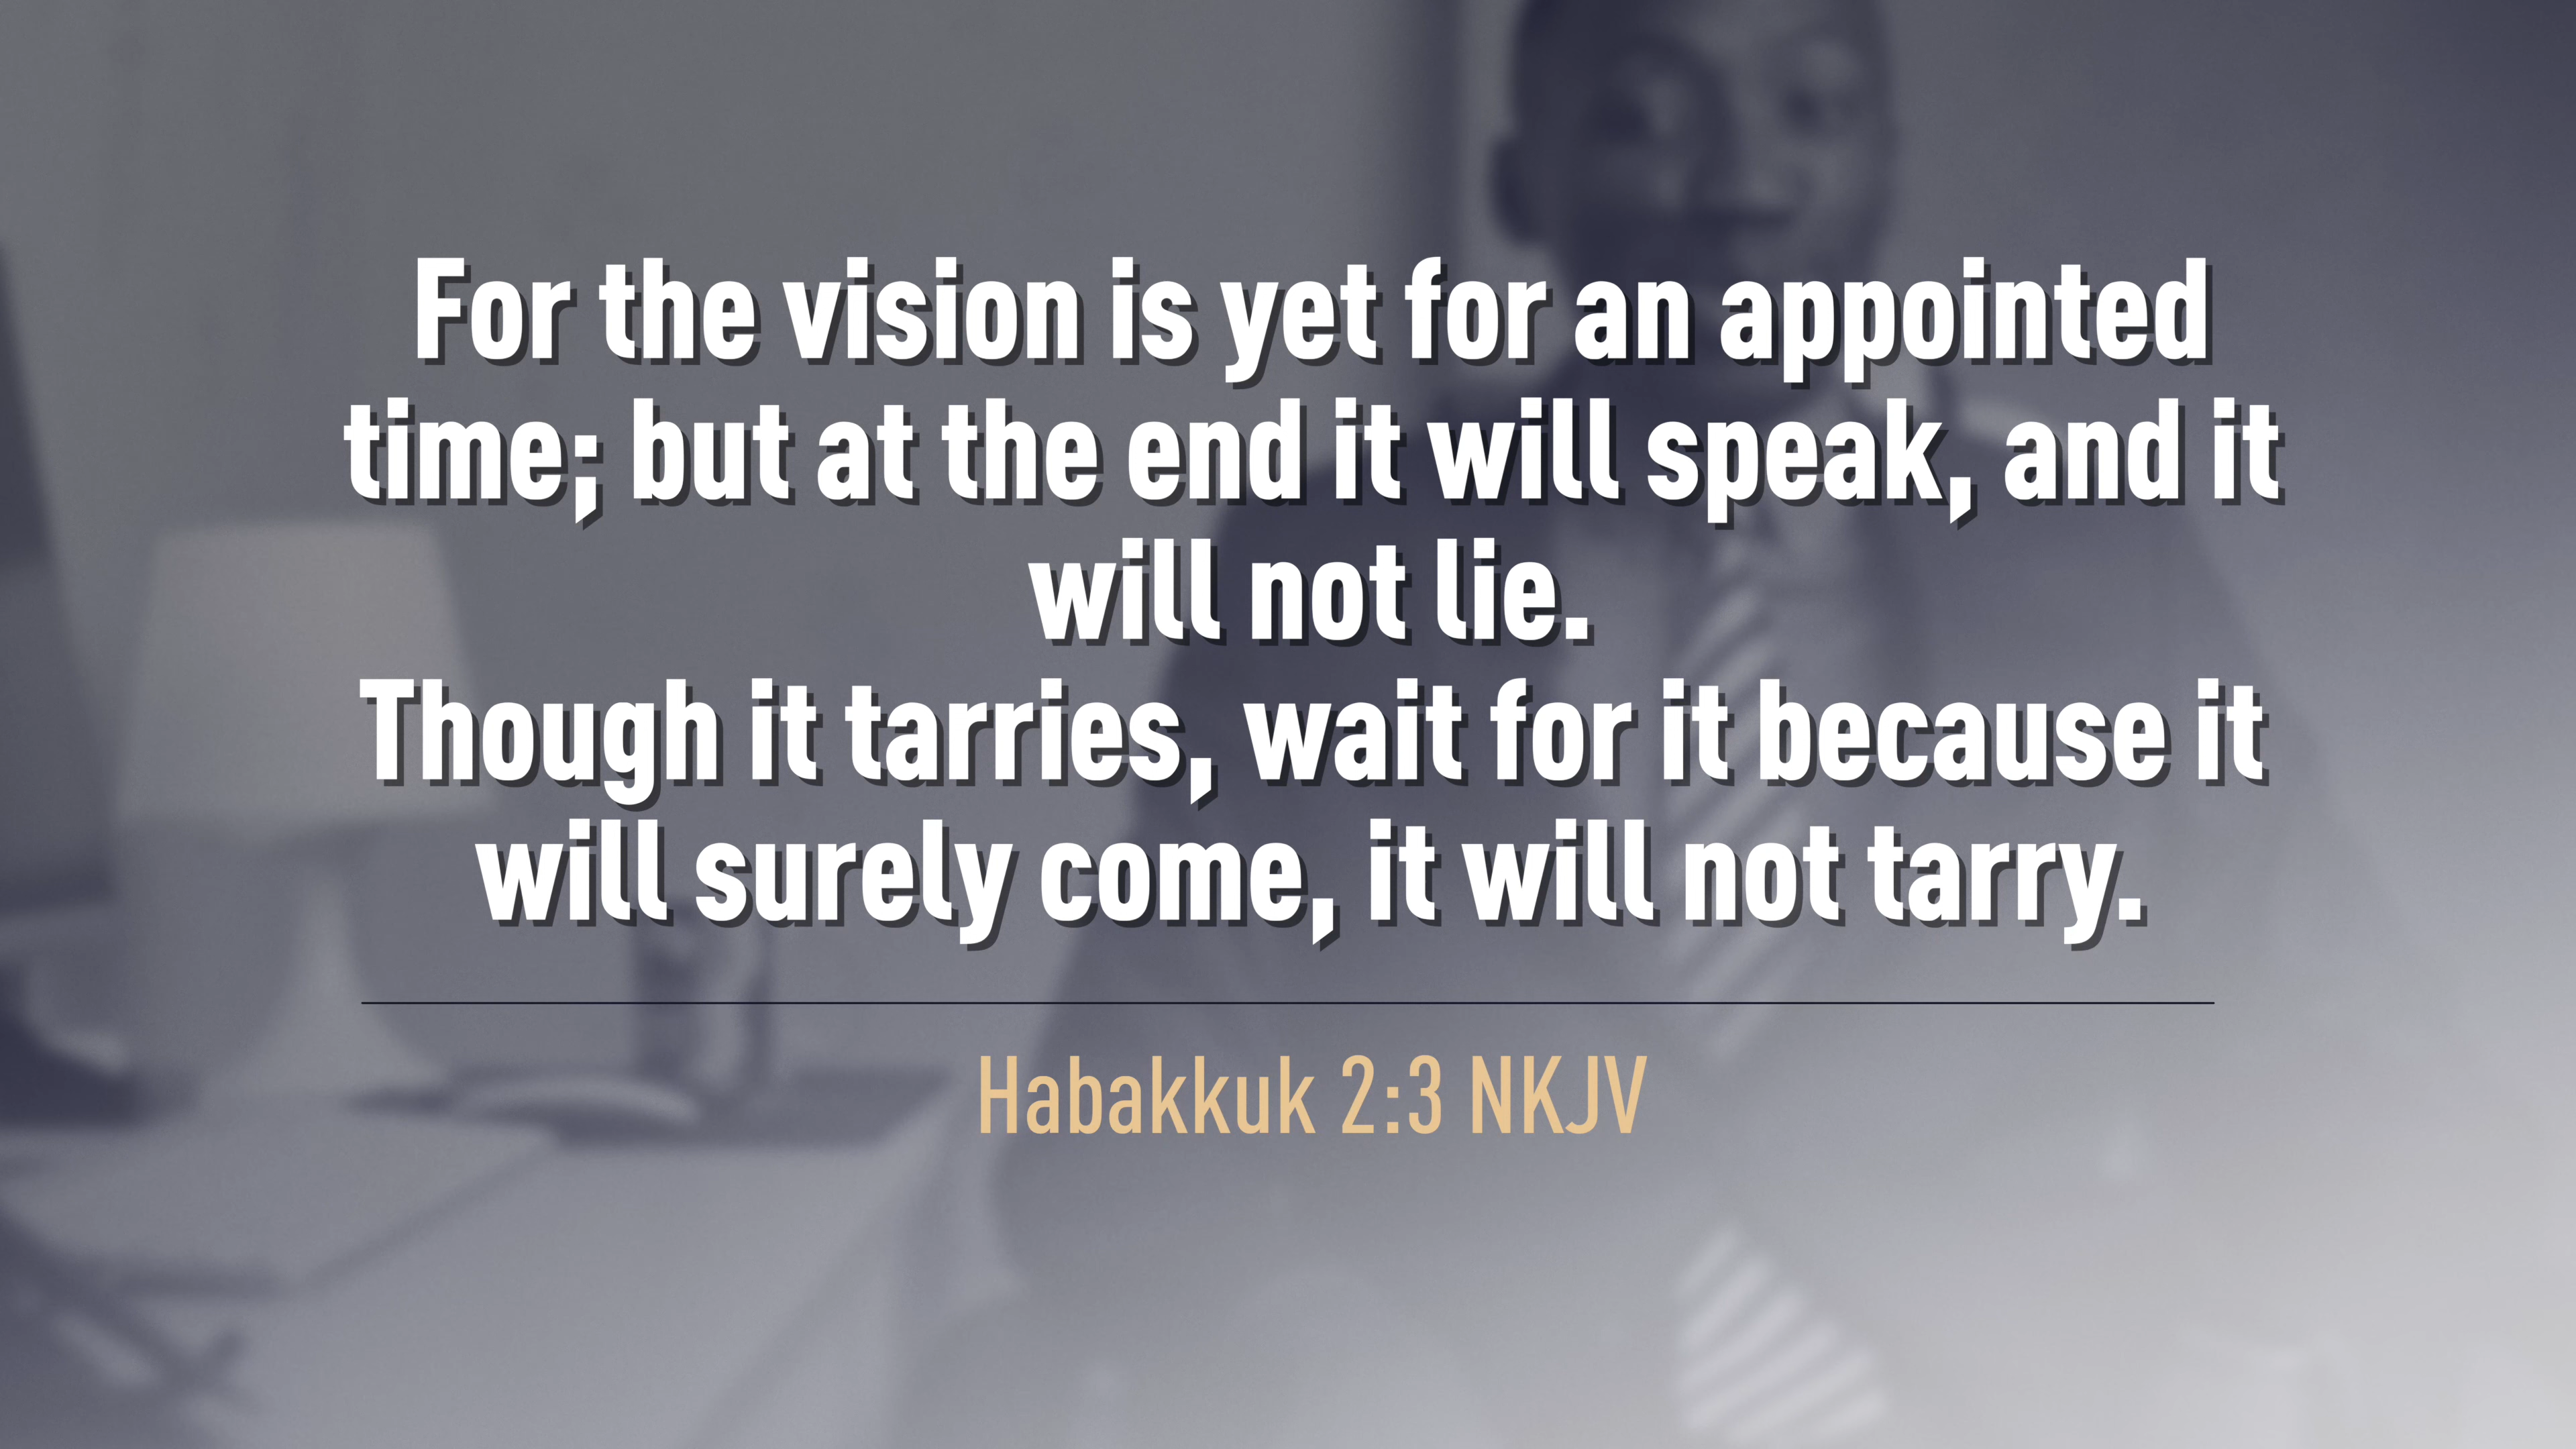 For the vision is yet for an appointed
time; but at the end it will speak, and it
will not lie.
Though it tarries, wait for it because it
will surely come, it will not tarry.
Habakkuk 2:3 NKJV